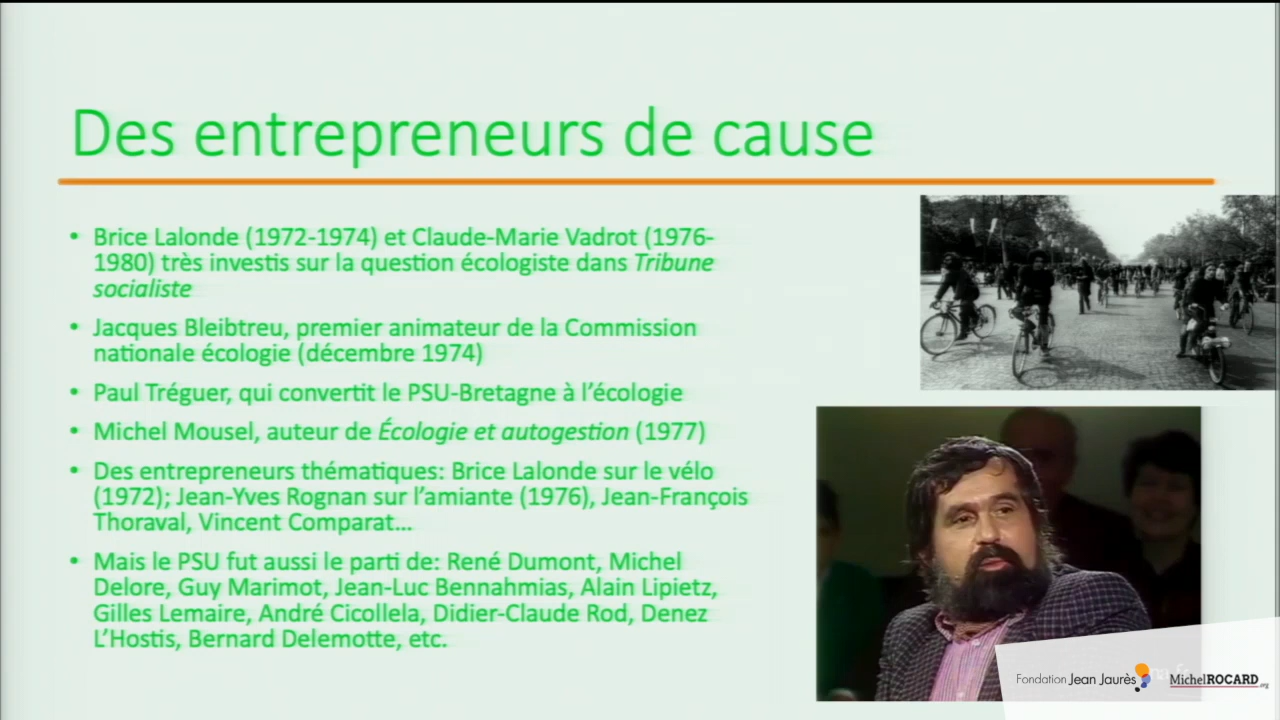 Des entrepreneurs de cause
• Brice Lalonde (1972-1974) et Claude-Marie Vadrot (1976-
1980) très investis sur la question écologiste dans Tribune
socialiste
• Jacques Bleibtreu, premier animateur de la Commission
nationale écologie (décembre 1974)
• Paul Tréguer, qui convertit le PSU-Bretagne à l’écologie
• Michel Mousel, auteur de Écologie et autogestion (1977)
• Des entrepreneurs thématiques: Brice Lalonde sur le vélo
(1972); Jean-Yves Rognan sur l’amiante (1976), Jean-François
Thoraval, Vincent Comparat…
• Mais le PSU fut aussi le parti de: René Dumont, Michel
Delore, Guy Marimot, Jean-Luc Bennahmias, Alain Lipietz,
Gilles Lemaire, André Cicollela, Didier-Claude Rod, Denez
L’Hostis, Bernard Delemotte, etc.
Fondation Jean Jaurès
MichelROCARD.org